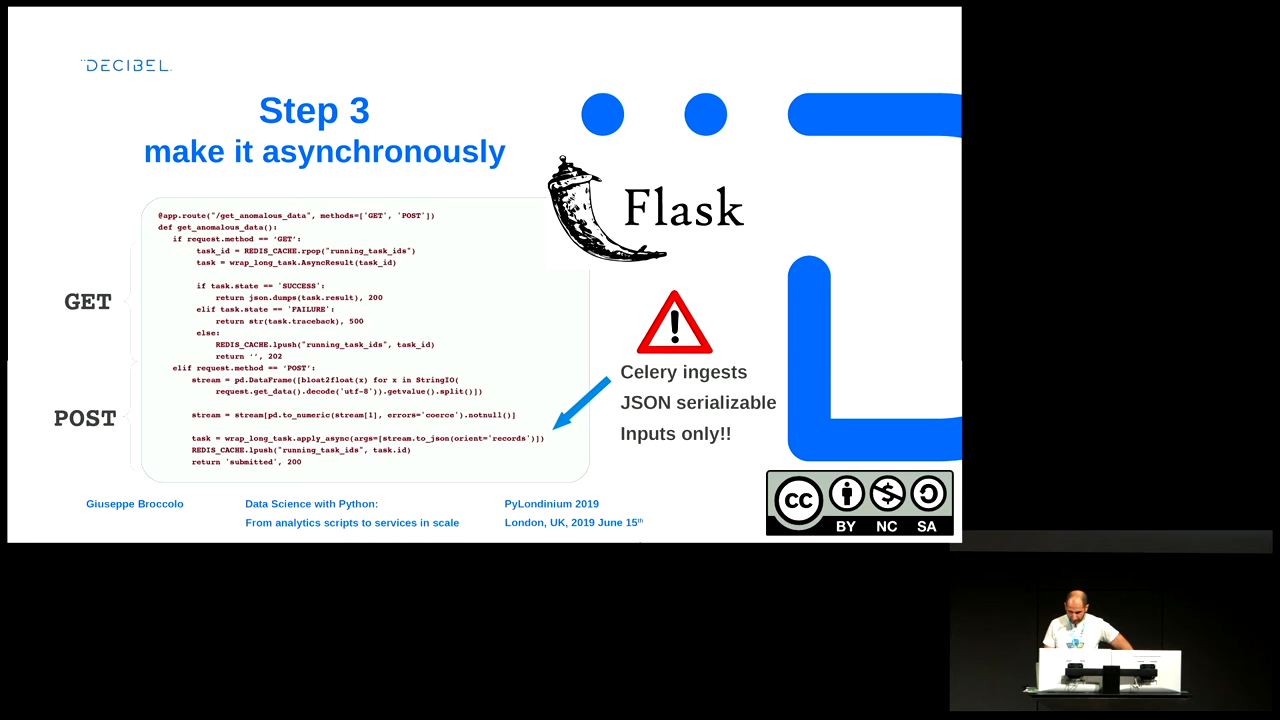 DECIBEL
Step 3
make it asynchronously
Flask
@app.route("/get_anomalous_data", methods=['GET', 'POST'])
def get_anomalous_data():
if request.method == 'GET':
task_id = REDIS_CACHE.rpop("running_task_ids")
task = wrap_long_task.AsyncResult(task_id)
if task.state == 'SUCCESS':
return json.dumps(task.result), 200
elif task.state == 'FAILURE':
return str(task.traceback), 500
else:
REDIS_CACHE.lpush("running_task_ids", task_id)
return '', 202
elif request.method == 'POST':
stream = pd.DataFrame([bloat2float(x) for x in StringIO(
request.get_data().decode('utf-8')).getvalue().split()])
stream = stream[pd.to_numeric(stream[1], errors='coerce').notnull()]
task = wrap_long_task.apply_async(args=[stream.to_json(orient='records')])
REDIS_CACHE.lpush("running_task_ids", task.id)
return 'submitted', 200
GET
POST
Celery ingests
JSON serializable
Inputs only!!
Giuseppe Broccolo
Data Science with Python:
From analytics scripts to services in scale
PyLondinium 2019
London, UK, 2019 June 15th
CC
BY NC SA